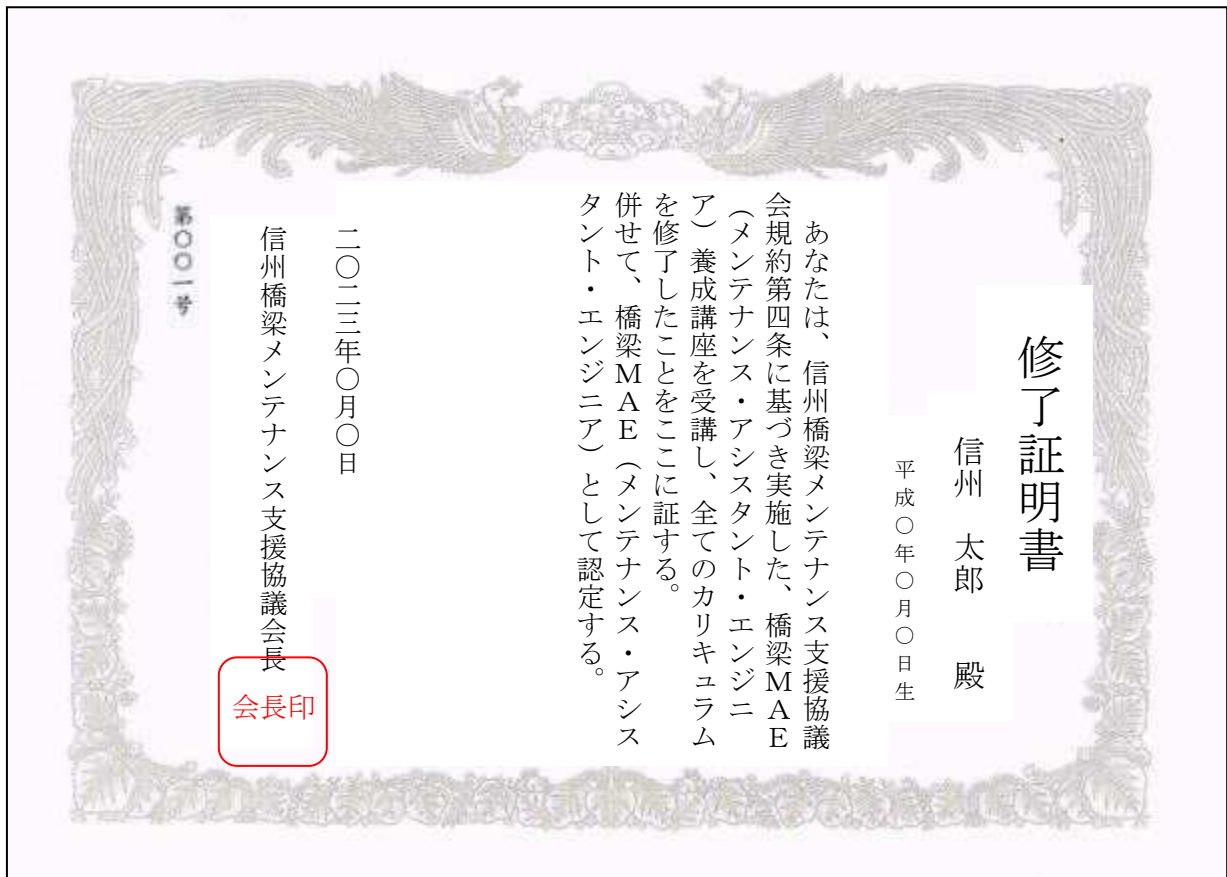 修了証明書
信州　太郎　　殿
平成〇年〇月〇日生
あなたは、信州橋梁メンテナンス支援協議
会規約第四条に基づき実施した、橋梁ＭＡＥ
（メンテナンス・アシスタント・エンジニ
ア）養成講座を受講し、全てのカリキュラム
を修了したことをここに証する。
併せて、橋梁ＭＡＥ（メンテナンス・アシス
タント・エンジニア）として認定する。
二〇二三年〇月〇日
信州橋梁メンテナンス支援協議会長
会長印
第〇〇一号